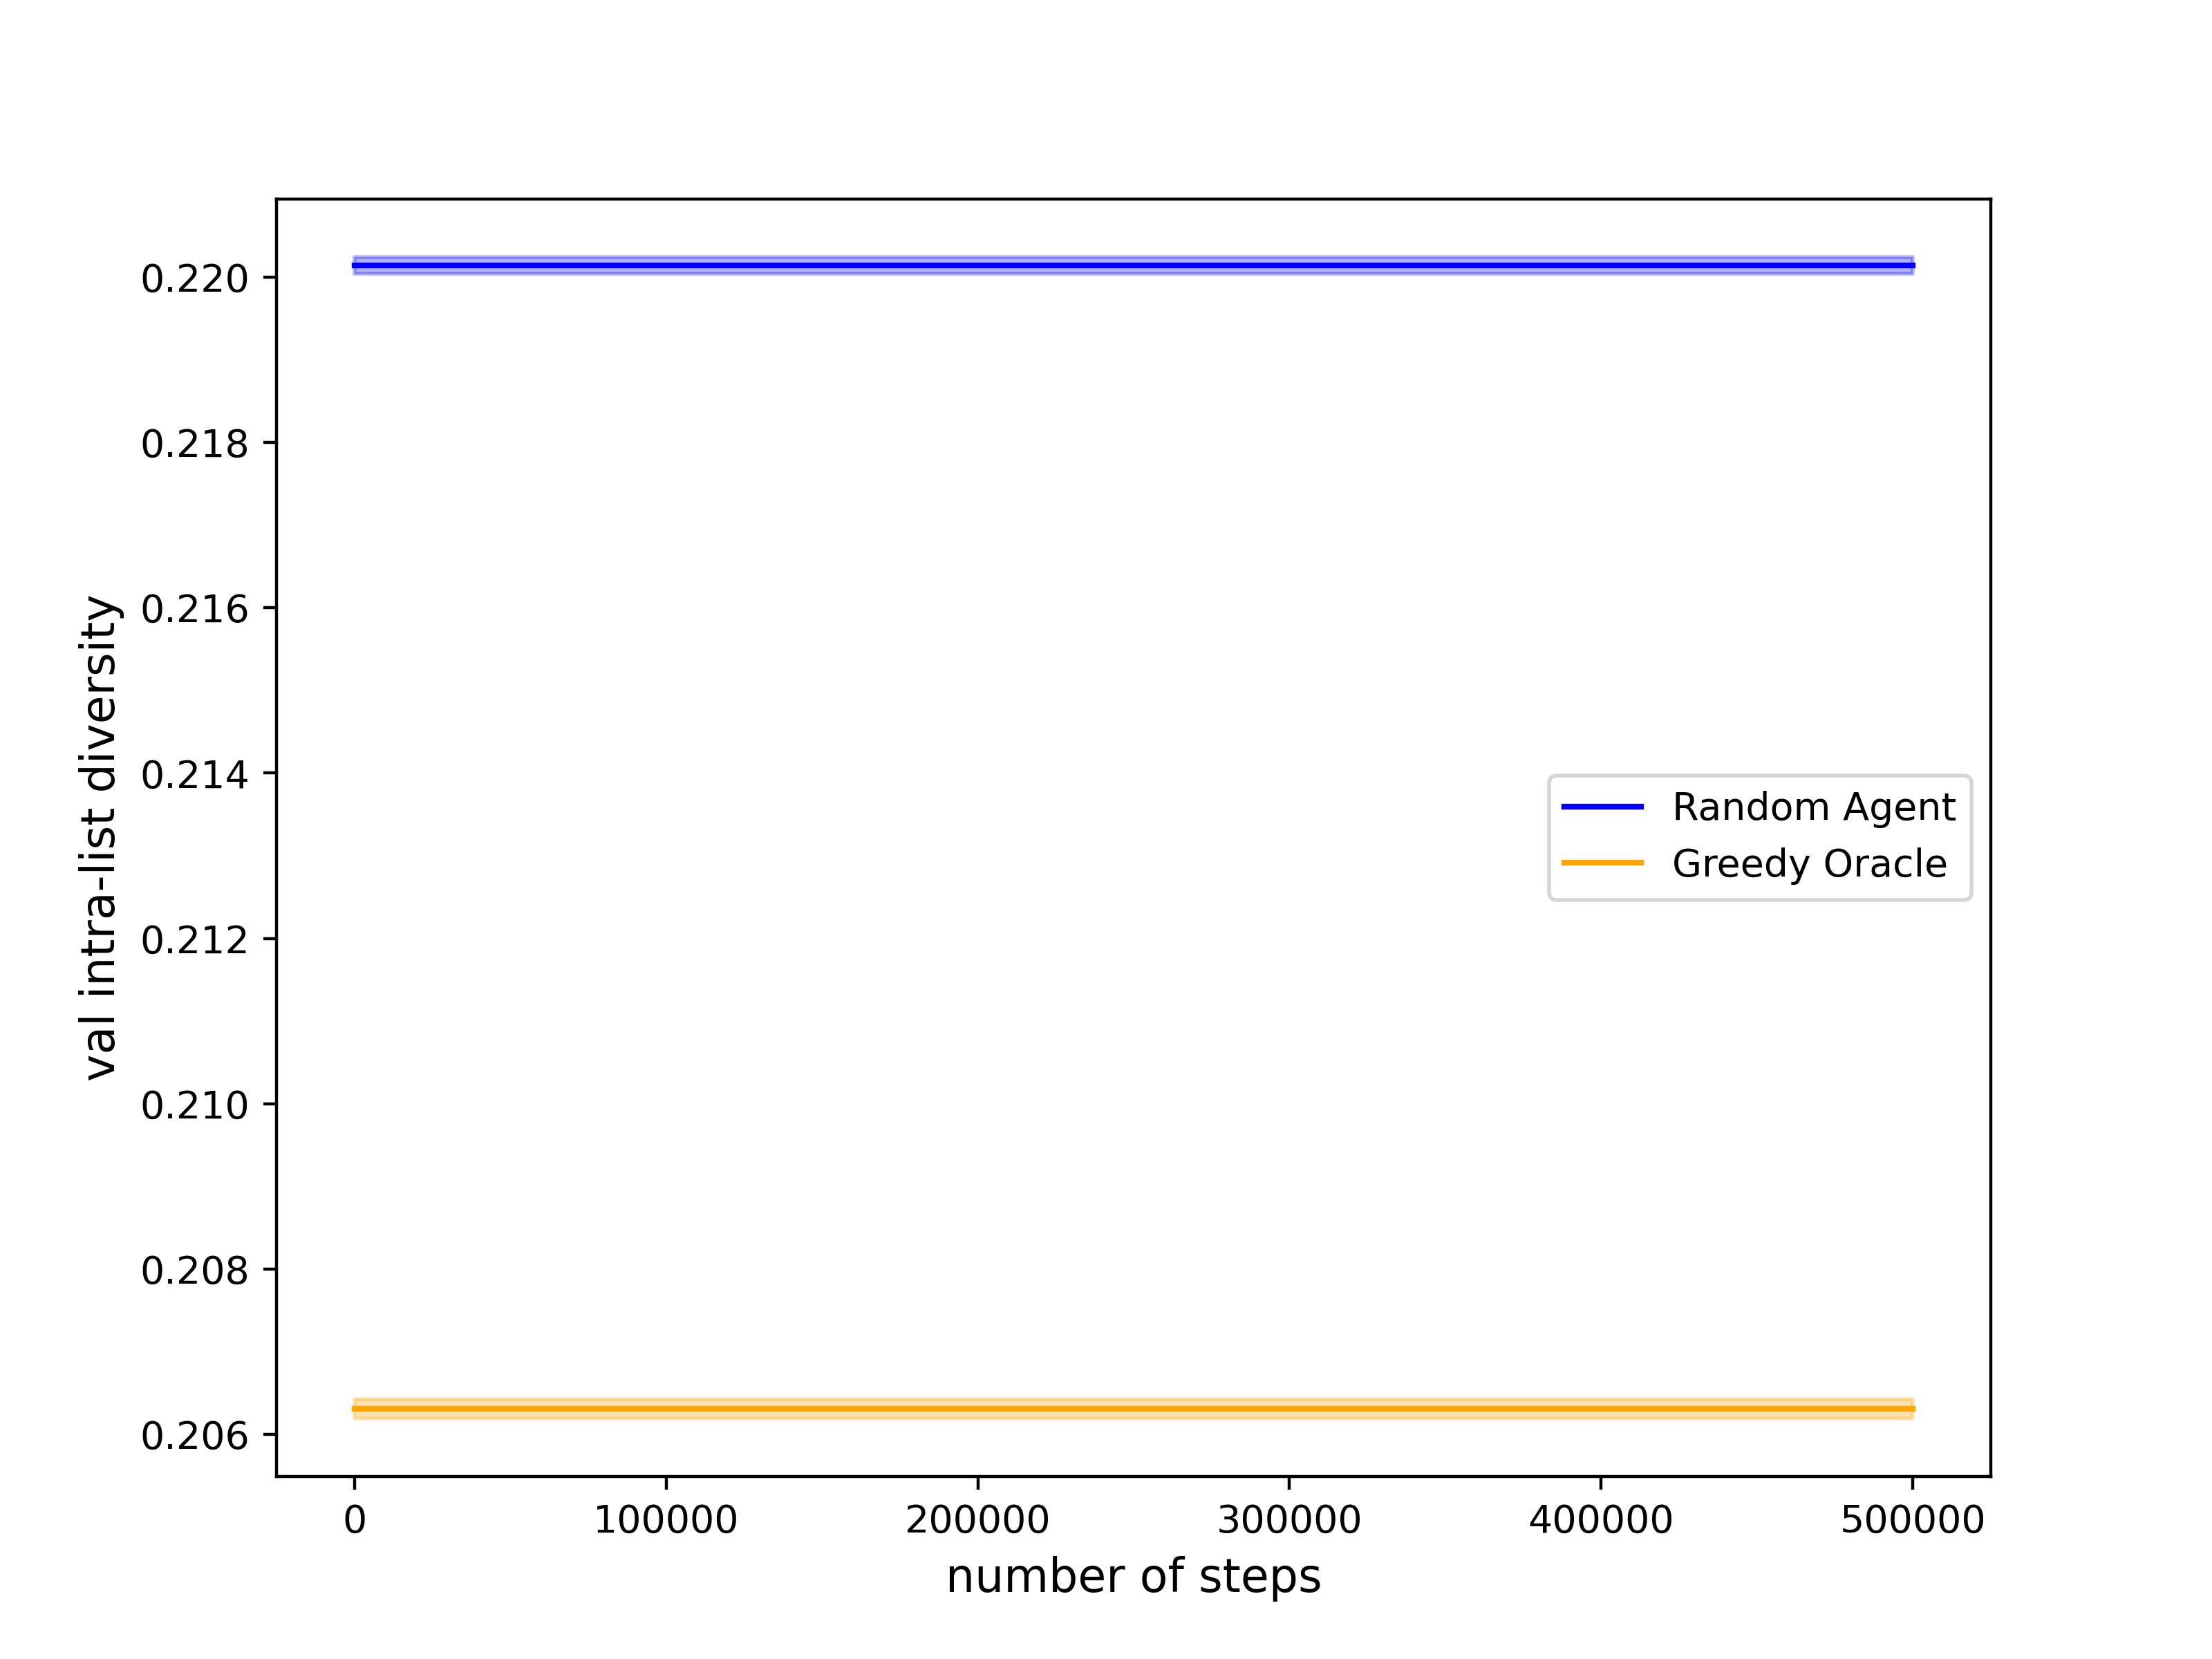 0.220
0.218
0.216
0.214
0.212
0.210
0.208
0.206
val intra-list diversity
Random Agent
Greedy Oracle
0 100000 200000 300000 400000 500000
number of steps